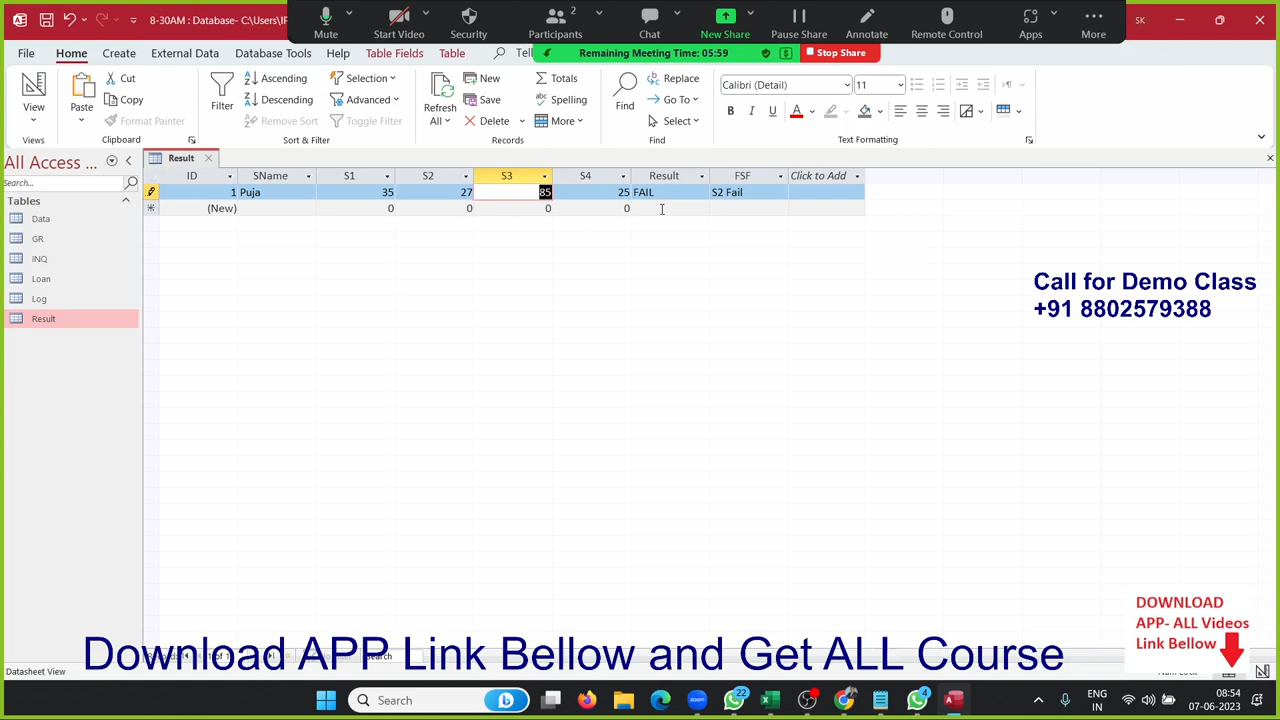 8-30AM : Database- C:\Users\IF
Mute
Start Video
Security
2
Participants
Chat
New Share
Pause Share
Annotate
Remote Control
Apps
More
SK
Remaining Meeting Time: 05:59
Stop Share
File
Home
Create
External Data
Database Tools
Help
Table Fields
Table
Tell
View
Views
Paste
Cut
Copy
Format Painter
Clipboard
Filter
Ascending
Descending
Remove Sort
Selection
Advanced
Toggle Filter
Sort & Filter
Refresh
All
New
Save
Delete
Totals
Spelling
More
Records
Find
Replace
Go To
Select
Find
Calibri (Detail)
11
B I U A
Text Formatting
All Access ...
Search...
Tables
Data
GR
INQ
Loan
Log
Result
Result
ID SName S1 S2 S3 S4 Result FSF Click to Add
1 Puja 35 27 85 25 FAIL S2 Fail
(New) 0 0 0 0
Call for Demo Class
+91 8802579388
DOWNLOAD
APP- ALL Videos
Link Bellow
Download APP Link Bellow and Get ALL Course
Search
Datasheet View
Search
22
4
ENG
IN
08:54
07-06-2023